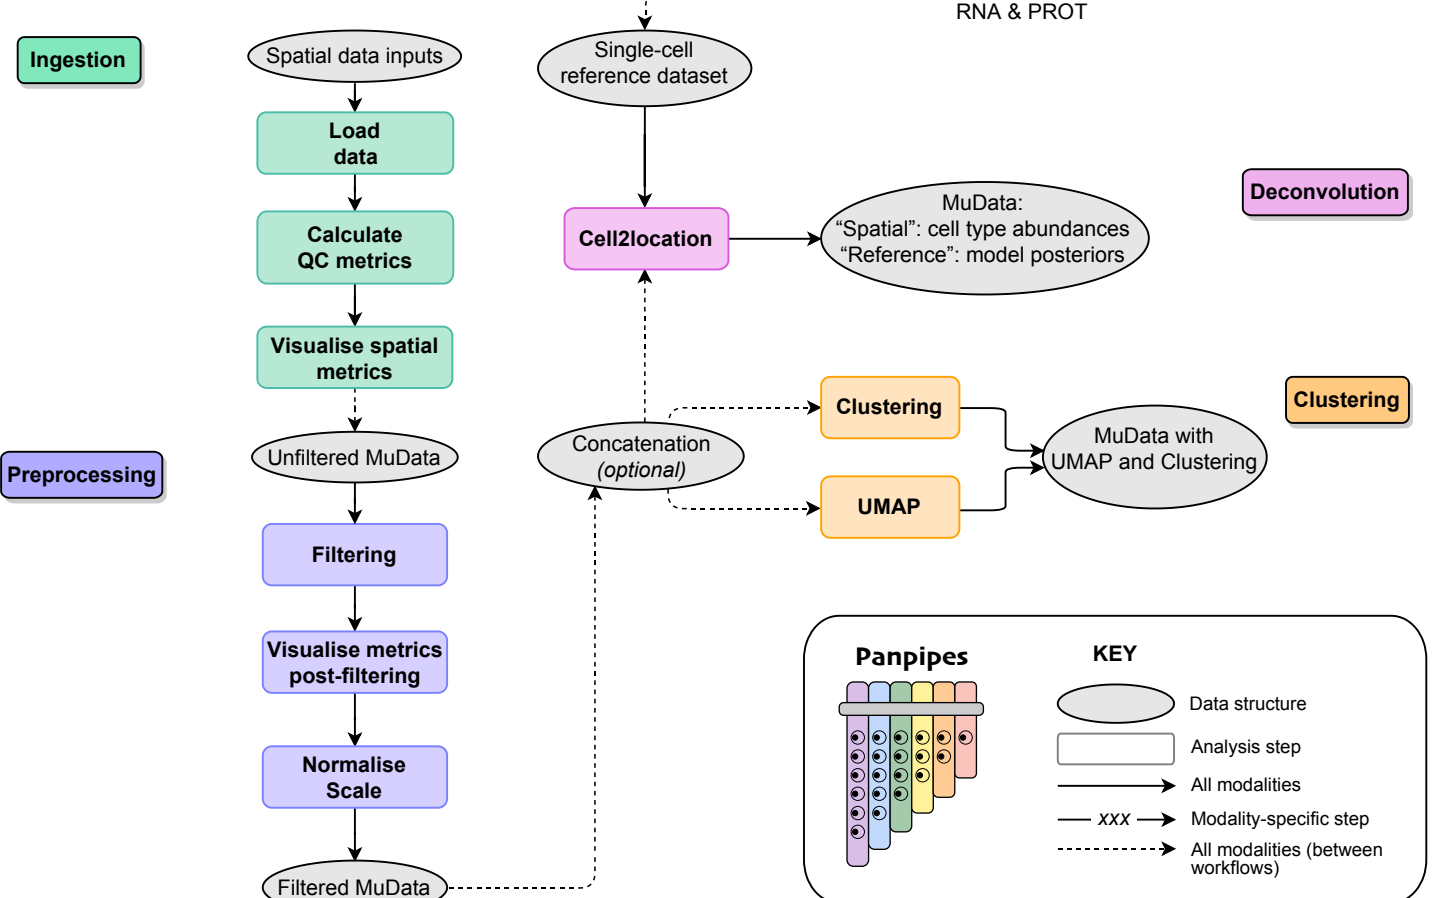 RNA & PROT
Ingestion
Spatial data inputs
Load
data
Calculate
QC metrics
Visualise spatial
metrics
Preprocessing
Unfiltered MuData
Filtering
Visualise metrics
post-filtering
Normalise
Scale
Filtered MuData
Single-cell
reference dataset
Cell2location
MuData:
“Spatial”: cell type abundances
“Reference”: model posteriors
Deconvolution
Concatenation
(optional)
Clustering
UMAP
MuData with
UMAP and Clustering
Clustering
Panpipes
KEY
Data structure
Analysis step
All modalities
xxx
Modality-specific step
All modalities (between
workflows)